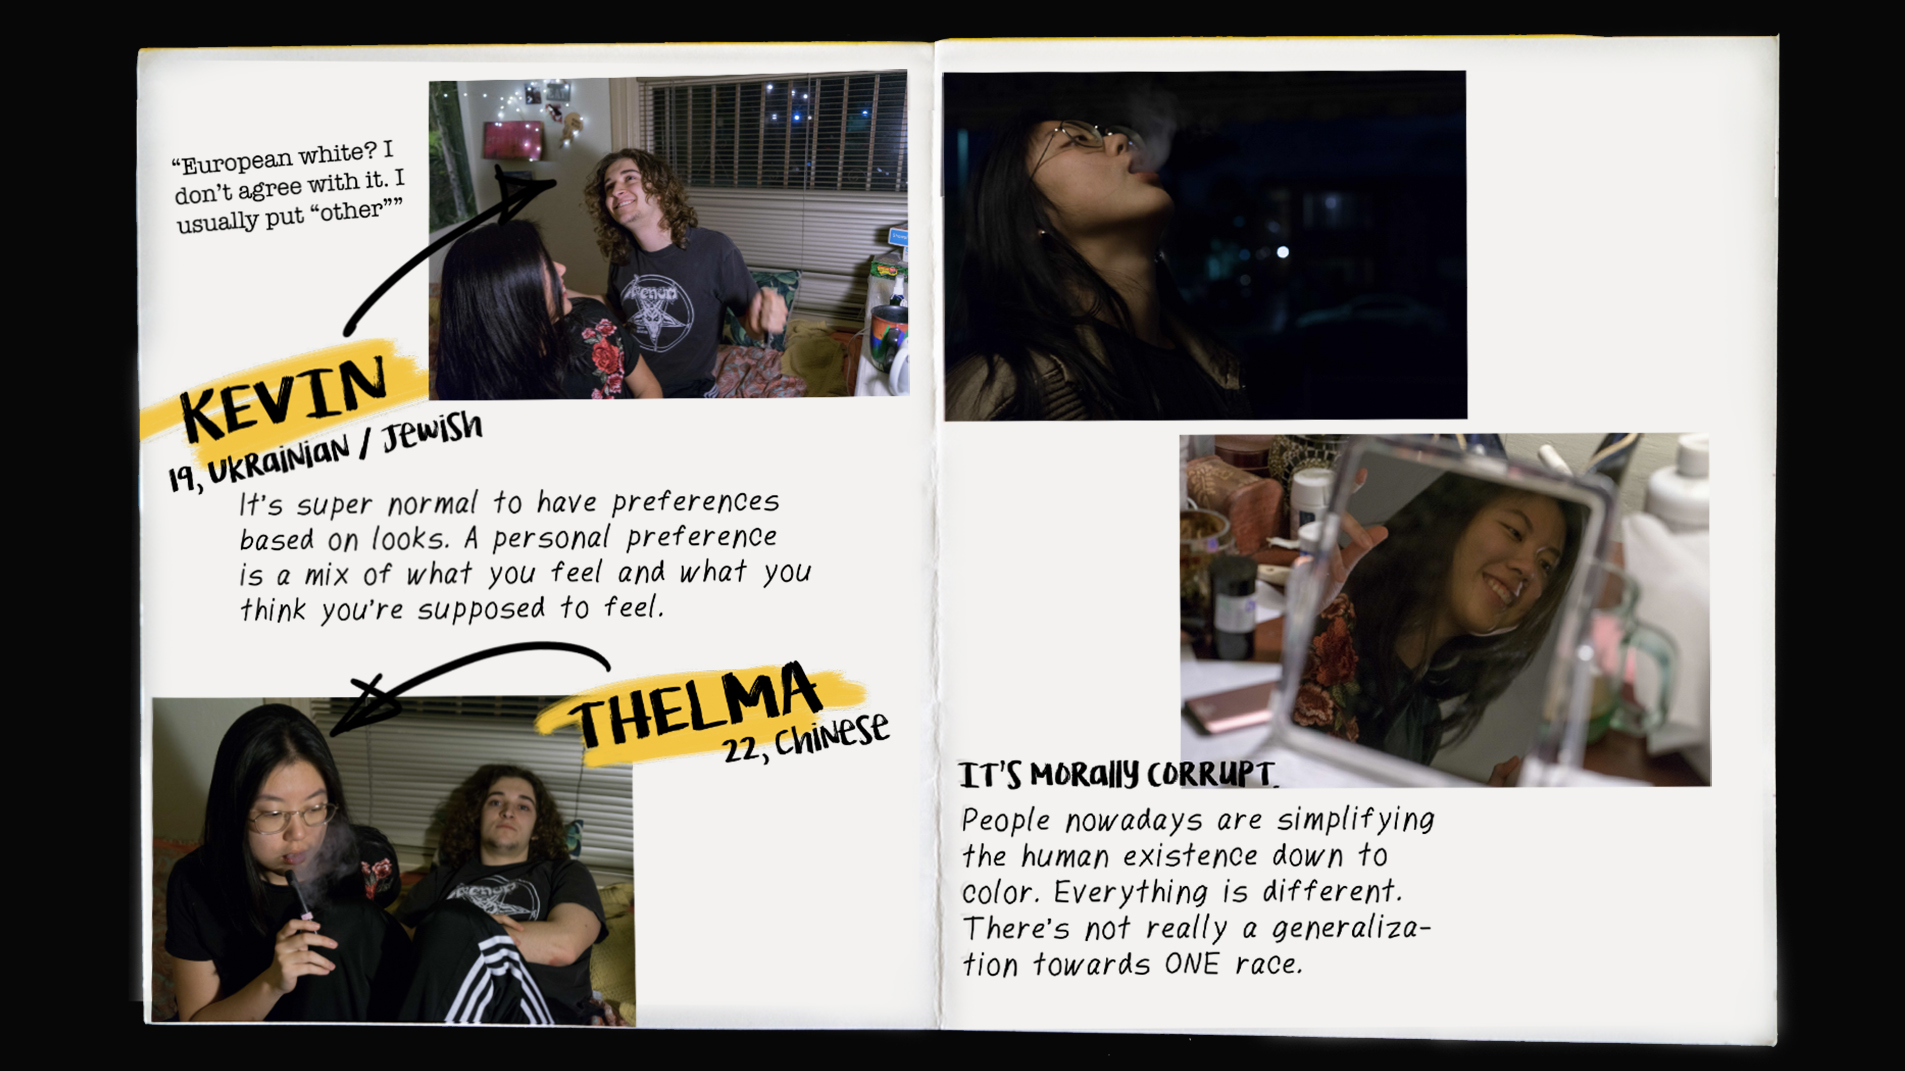 “European white? I
don’t agree with it. I
usually put “other””
KEVIN
19, UKRAINIAN / JEWISH
It's super normal to have preferences
based on looks. A personal preference
is a mix of what you feel and what you
think you're supposed to feel.
THELMA
22, CHINESE
IT'S MORALLY CORRUPT.
People nowadays are simplifying
the human existence down to
color. Everything is different.
There's not really a generaliza-
tion towards ONE race.
VENOM